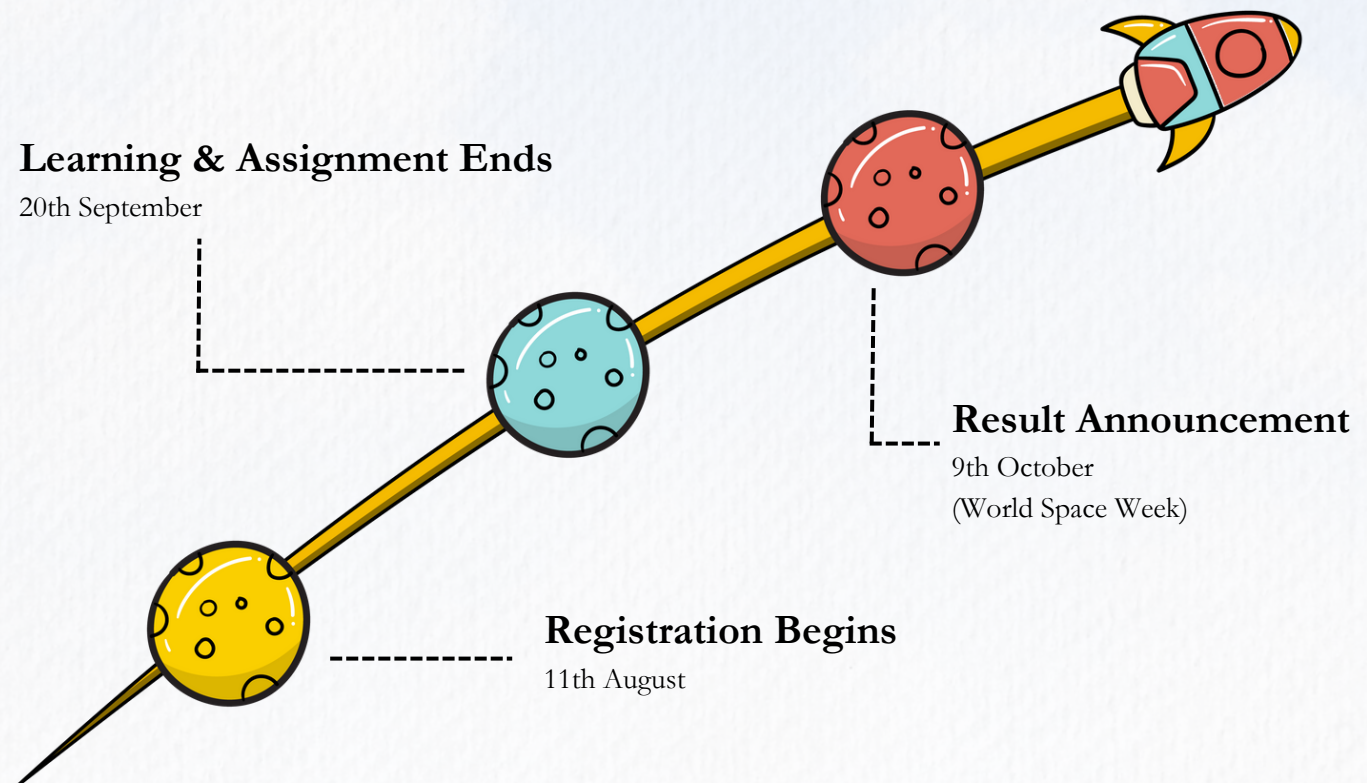 Learning & Assignment Ends
20th September
Result Announcement
9th October
(World Space Week)
Registration Begins
11th August